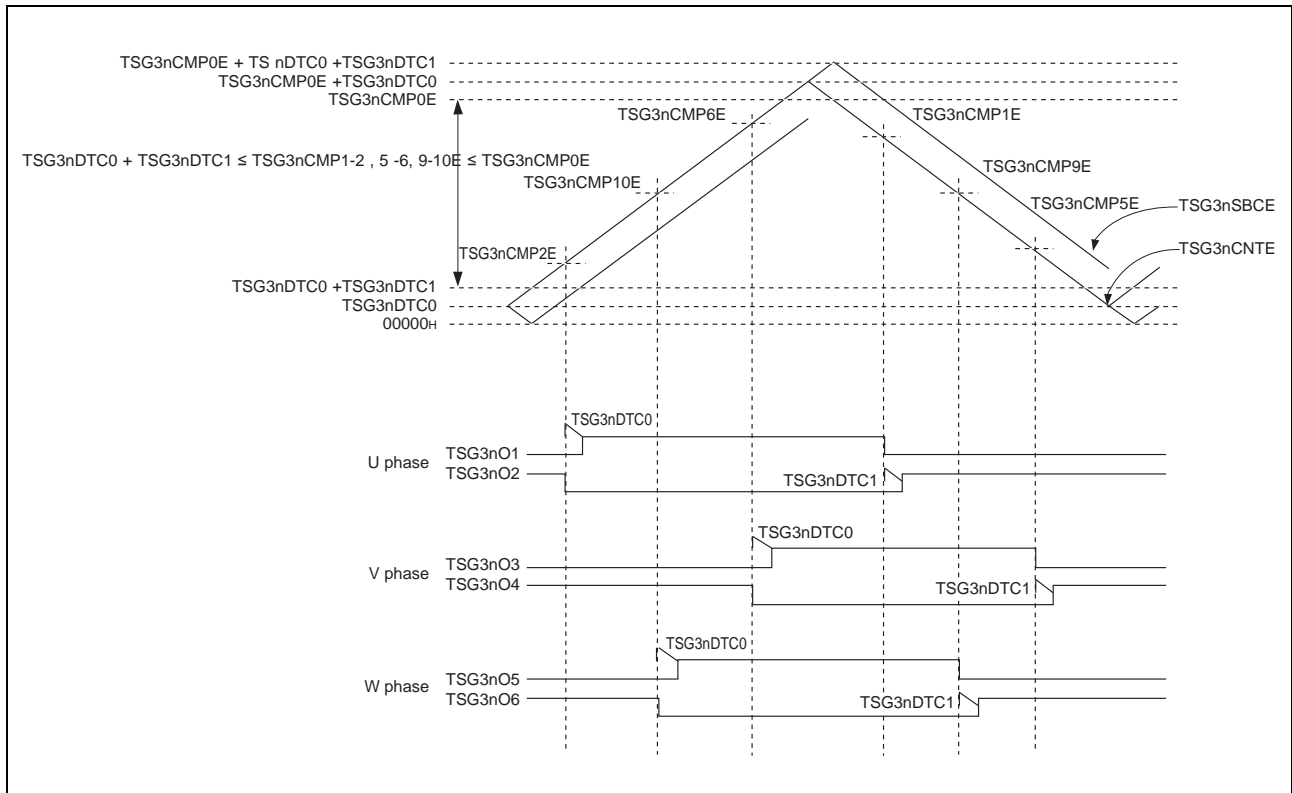 TSG3nCMP0E + TS nDTC0 +TSG3nDTC1
TSG3nCMP0E +TSG3nDTC0
TSG3nCMP0E
TSG3nCMP6E
TSG3nCMP1E
TSG3nDTC0 + TSG3nDTC1 ≤ TSG3nCMP1-2 , 5 -6, 9-10E ≤ TSG3nCMP0E
TSG3nCMP9E
TSG3nCMP10E
TSG3nCMP5E
TSG3nSBCE
TSG3nCMP2E
TSG3nCNTE
TSG3nDTC0 +TSG3nDTC1
TSG3nDTC0
00000H
TSG3nDTC0
U phase
TSG3nO1
TSG3nO2
TSG3nDTC1
TSG3nDTC0
V phase
TSG3nO3
TSG3nO4
TSG3nDTC1
TSG3nDTC0
W phase
TSG3nO5
TSG3nO6
TSG3nDTC1